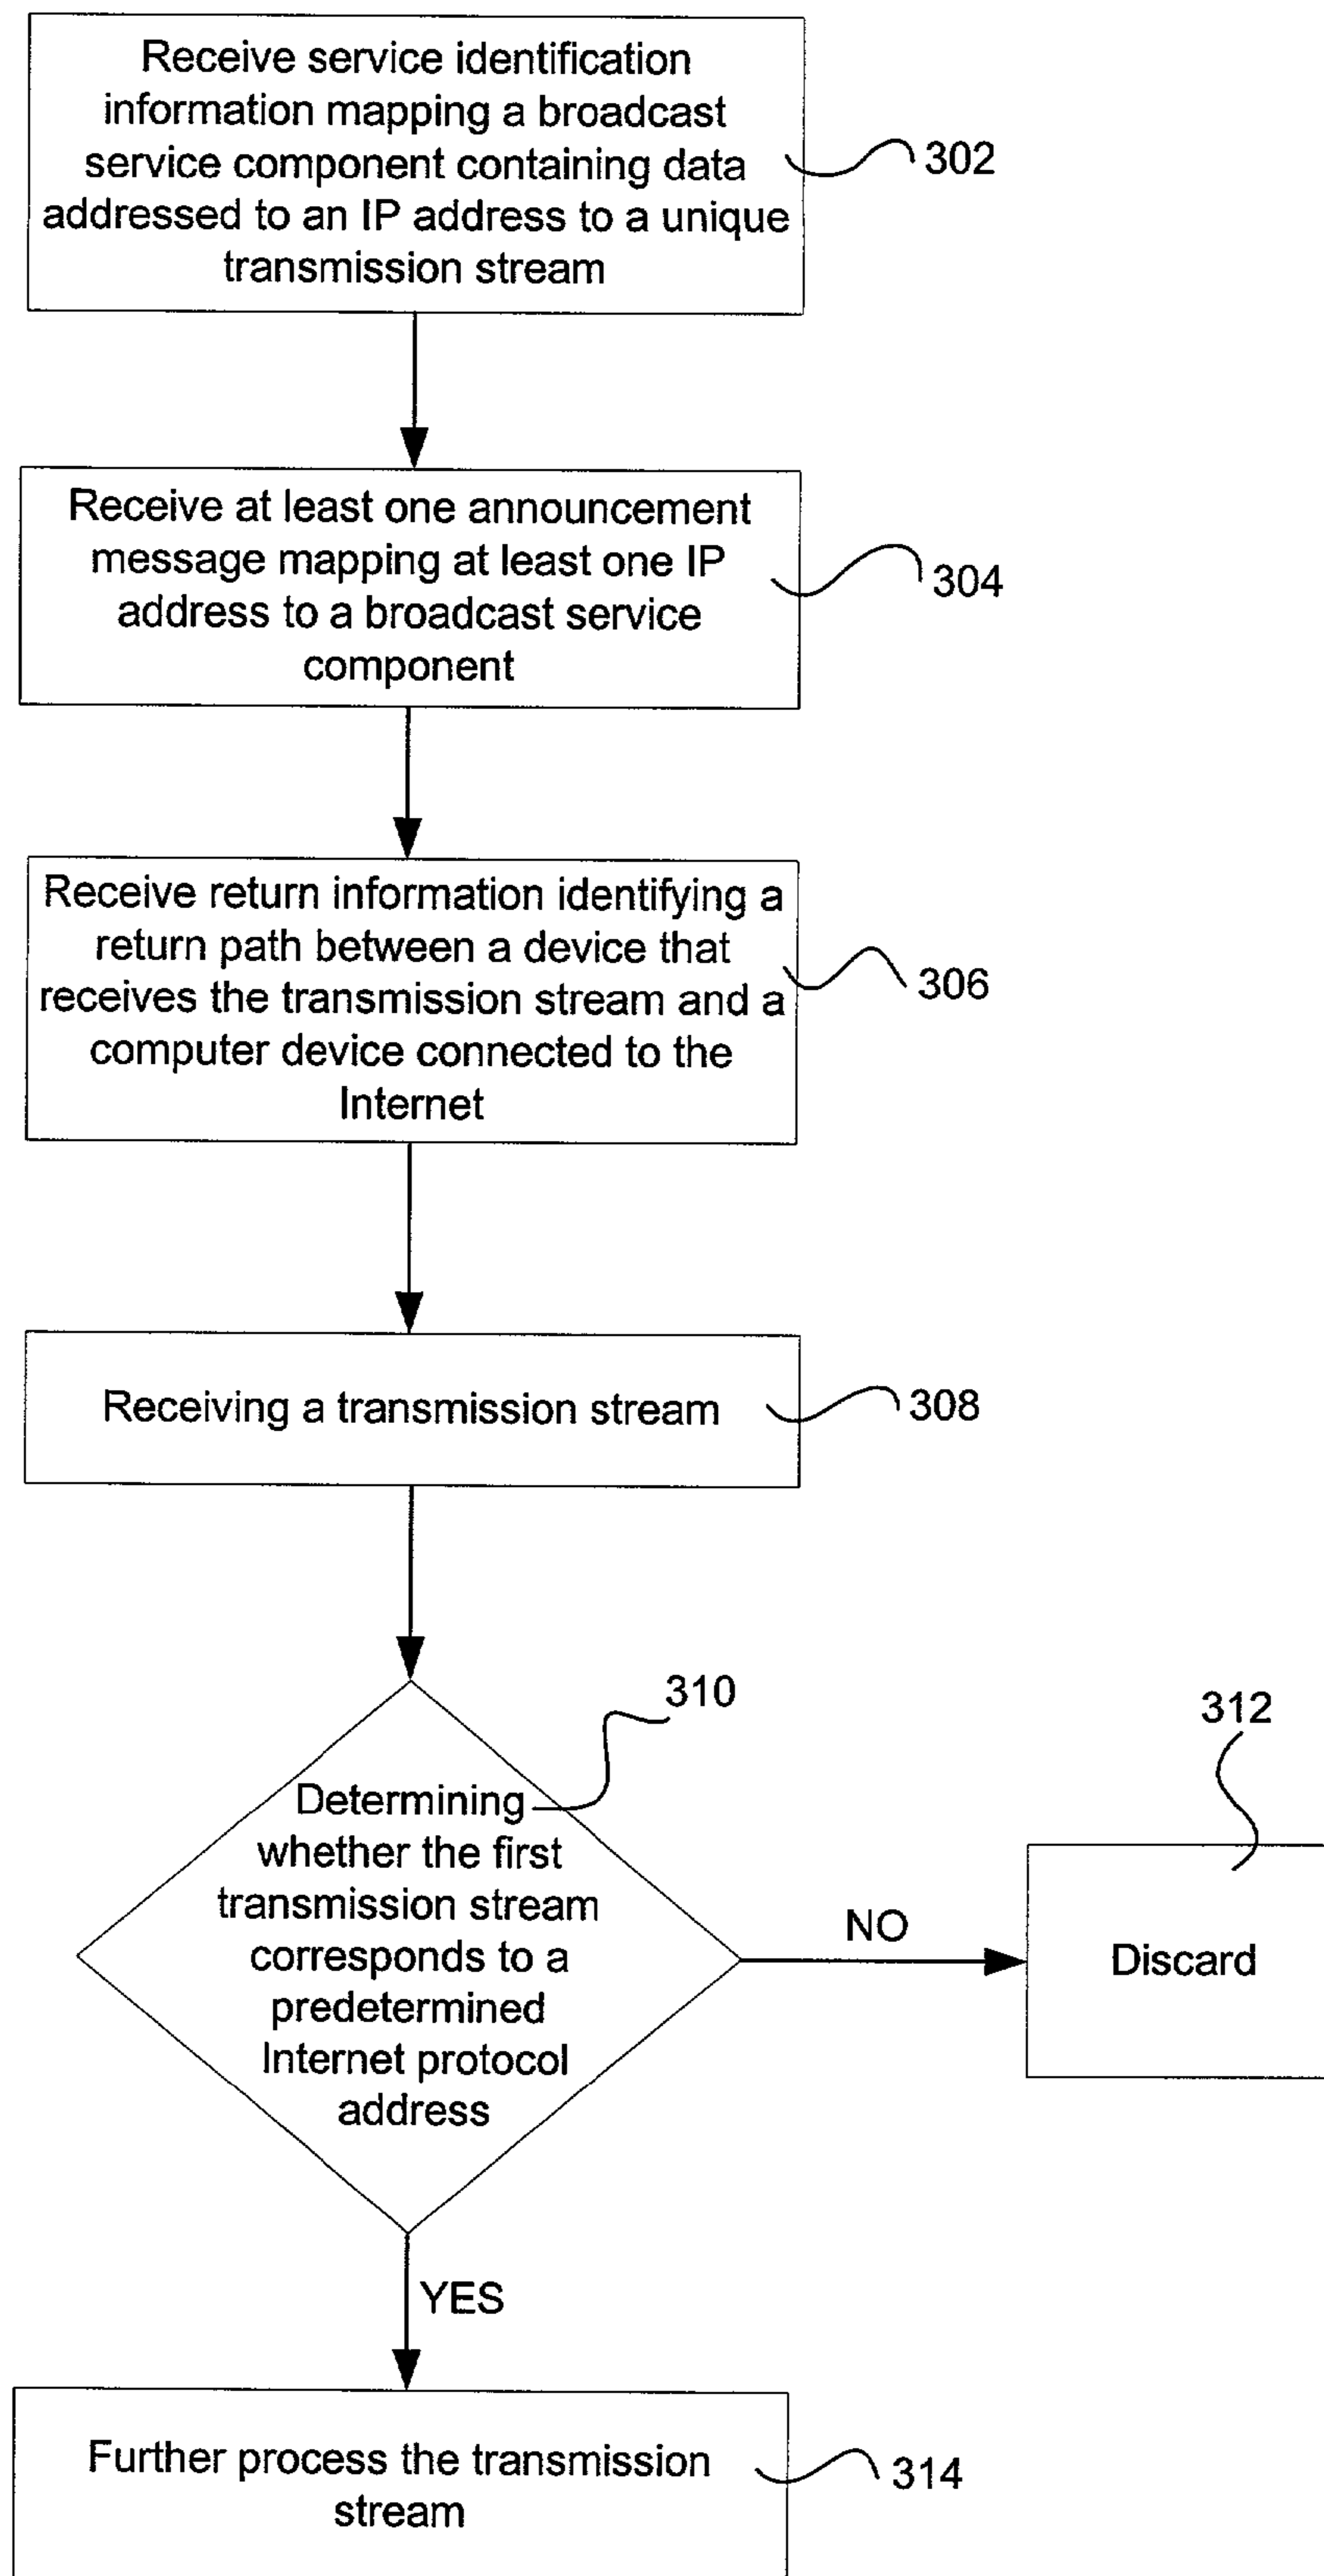 Receive service identification
information mapping a broadcast
service component containing data
addressed to an IP address to a unique
transmission stream
302
Receive at least one announcement
message mapping at least one IP
address to a broadcast service
component
304
Receive return information identifying a
return path between a device that
receives the transmission stream and a
computer device connected to the
Internet
306
Receiving a transmission stream
308
310
Determining
whether the first
transmission stream
corresponds to a
predetermined
Internet protocol
address
NO
312
Discard
YES
Further process the transmission
stream
314